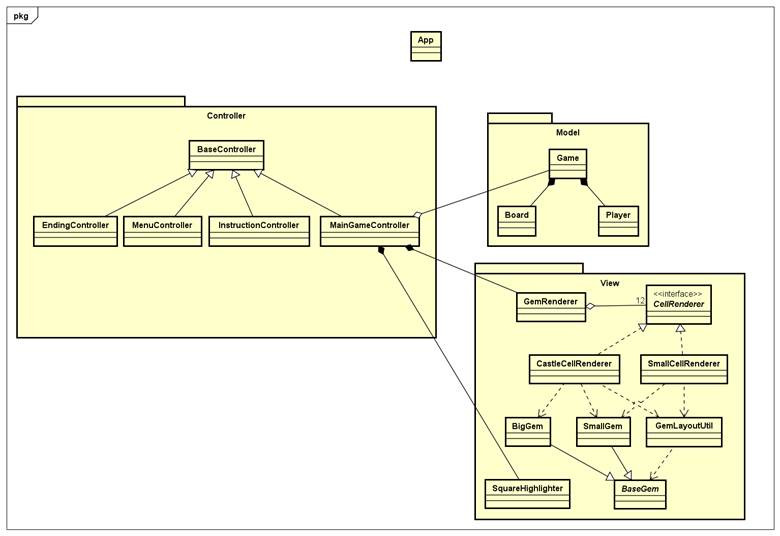 pkg
App
Controller
BaseController
EndingController
MenuController
InstructionController
MainGameController
Model
Game
Board
Player
View
GemRenderer
12
<<interface>>
CellRenderer
CastleCellRenderer
SmallCellRenderer
BigGem
SmallGem
GemLayoutUtil
SquareHighlighter
BaseGem